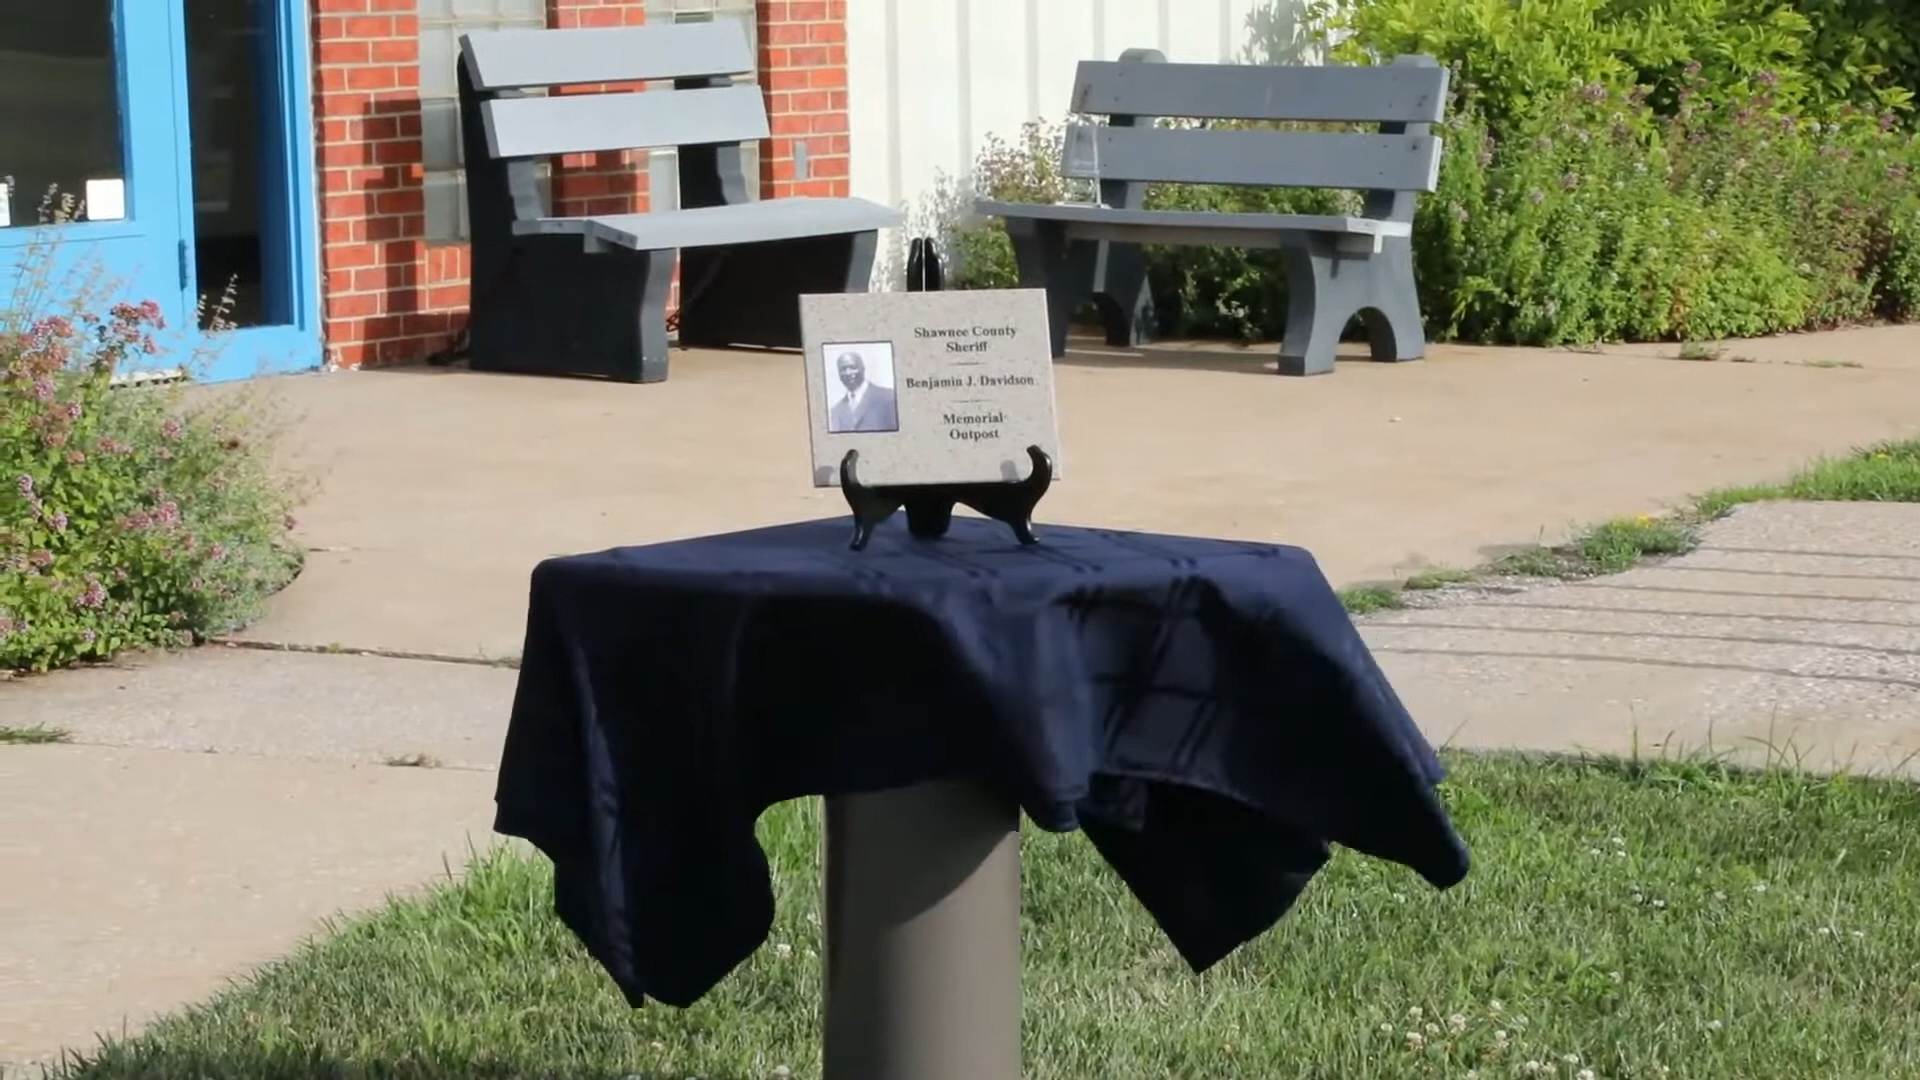 Shawnee County
Sheriff
Benjamin J. Davidson
Memorial
Outpost